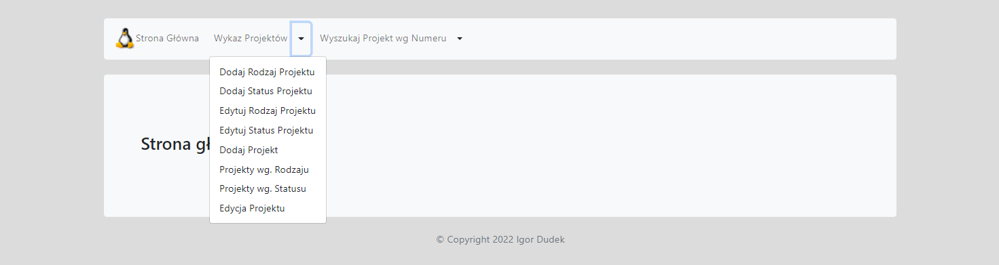 Strona Główna Wykaz Projektów Wyszukaj Projekt wg Numeru
Dodaj Rodzaj Projektu
Dodaj Status Projektu
Edytuj Rodzaj Projektu
Edytuj Status Projektu
Dodaj Projekt
Projekty wg. Rodzaju
Projekty wg. Statusu
Edycja Projektu
Strona gł
© Copyright 2022 Igor Dudek